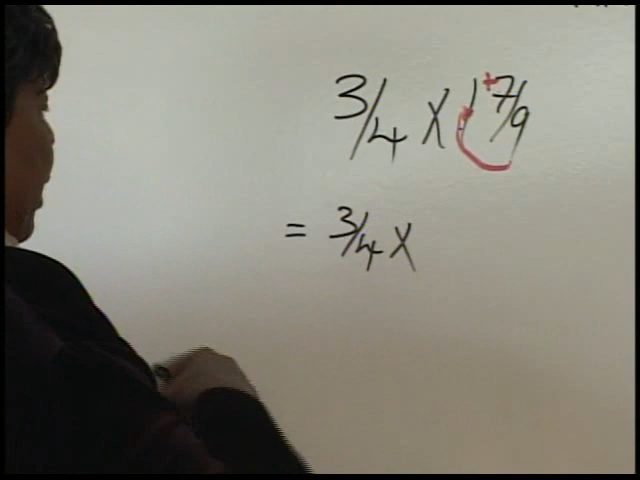 3/4 X 1 + 7/9
= 3/4 X